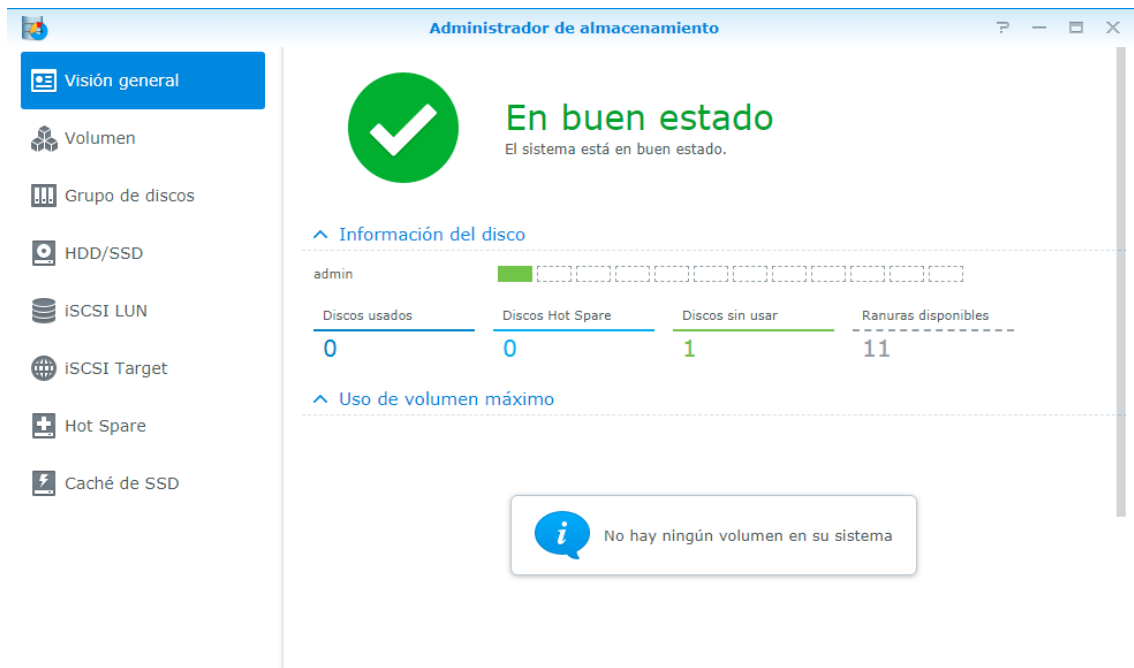 Administrador de almacenamiento
Visión general
Volumen
Grupo de discos
HDD/SSD
iSCSI LUN
iSCSI Target
Hot Spare
Caché de SSD
En buen estado
El sistema está en buen estado.
Información del disco
admin
Discos usados Discos Hot Spare Discos sin usar Ranuras disponibles
0 0 1 11
Uso de volumen máximo
No hay ningún volumen en su sistema